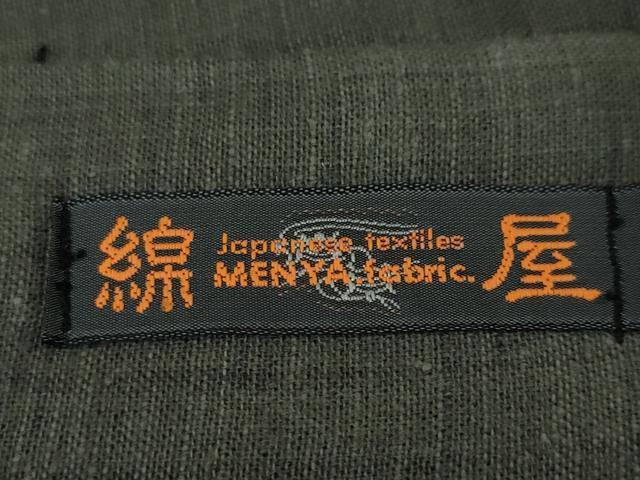 綿
Japanese textiles
MENYA.fabric.
屋